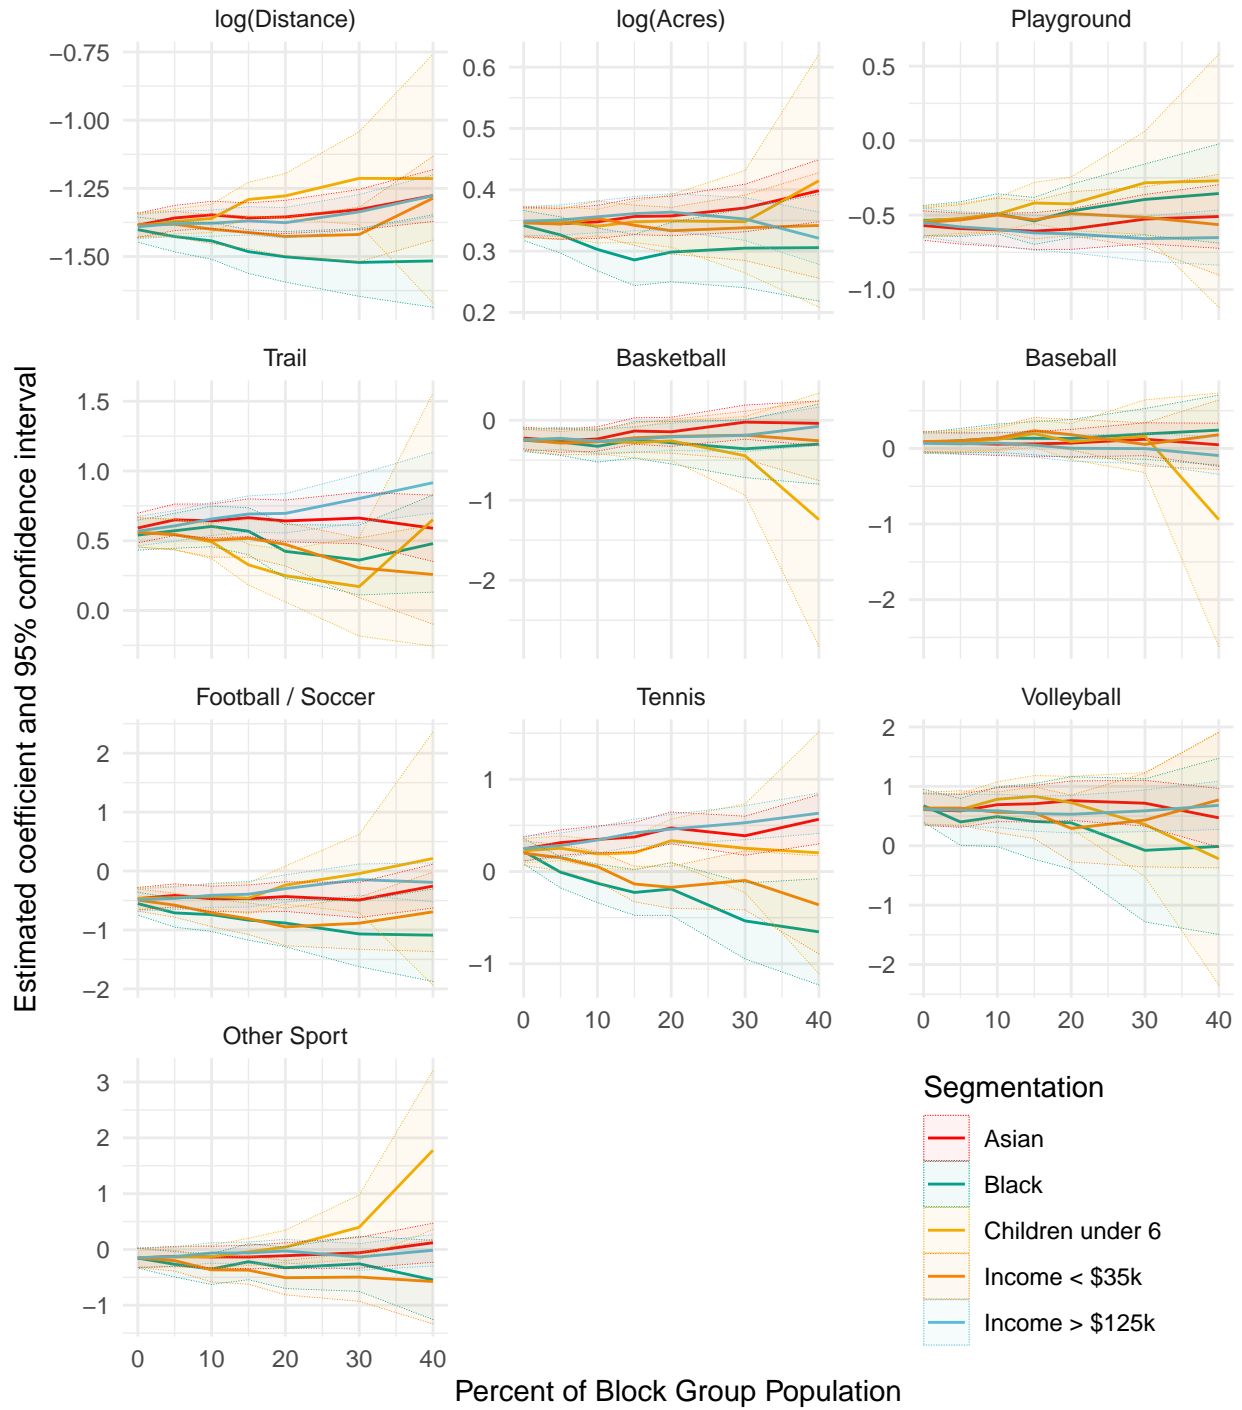 log(Distance)
log(Acres)
Playground
−0.75
−1.00
−1.25
−1.50
0.6
0.5
0.4
0.3
0.2
0.5
0.0
−0.5
−1.0
Trail
Basketball
Baseball
1.5
1.0
0.5
0.0
0
−1
−2
0
−1
−2
Football / Soccer
Tennis
Volleyball
2
1
0
−1
−2
1
0
−1
2
1
0
−1
−2
0 10 20 30 40
0 10 20 30 40
Other Sport
3
2
1
0
−1
0 10 20 30 40
Estimated coefficient and 95% confidence interval
Percent of Block Group Population
Segmentation
Asian
Black
Children under 6
Income < $35k
Income > $125k